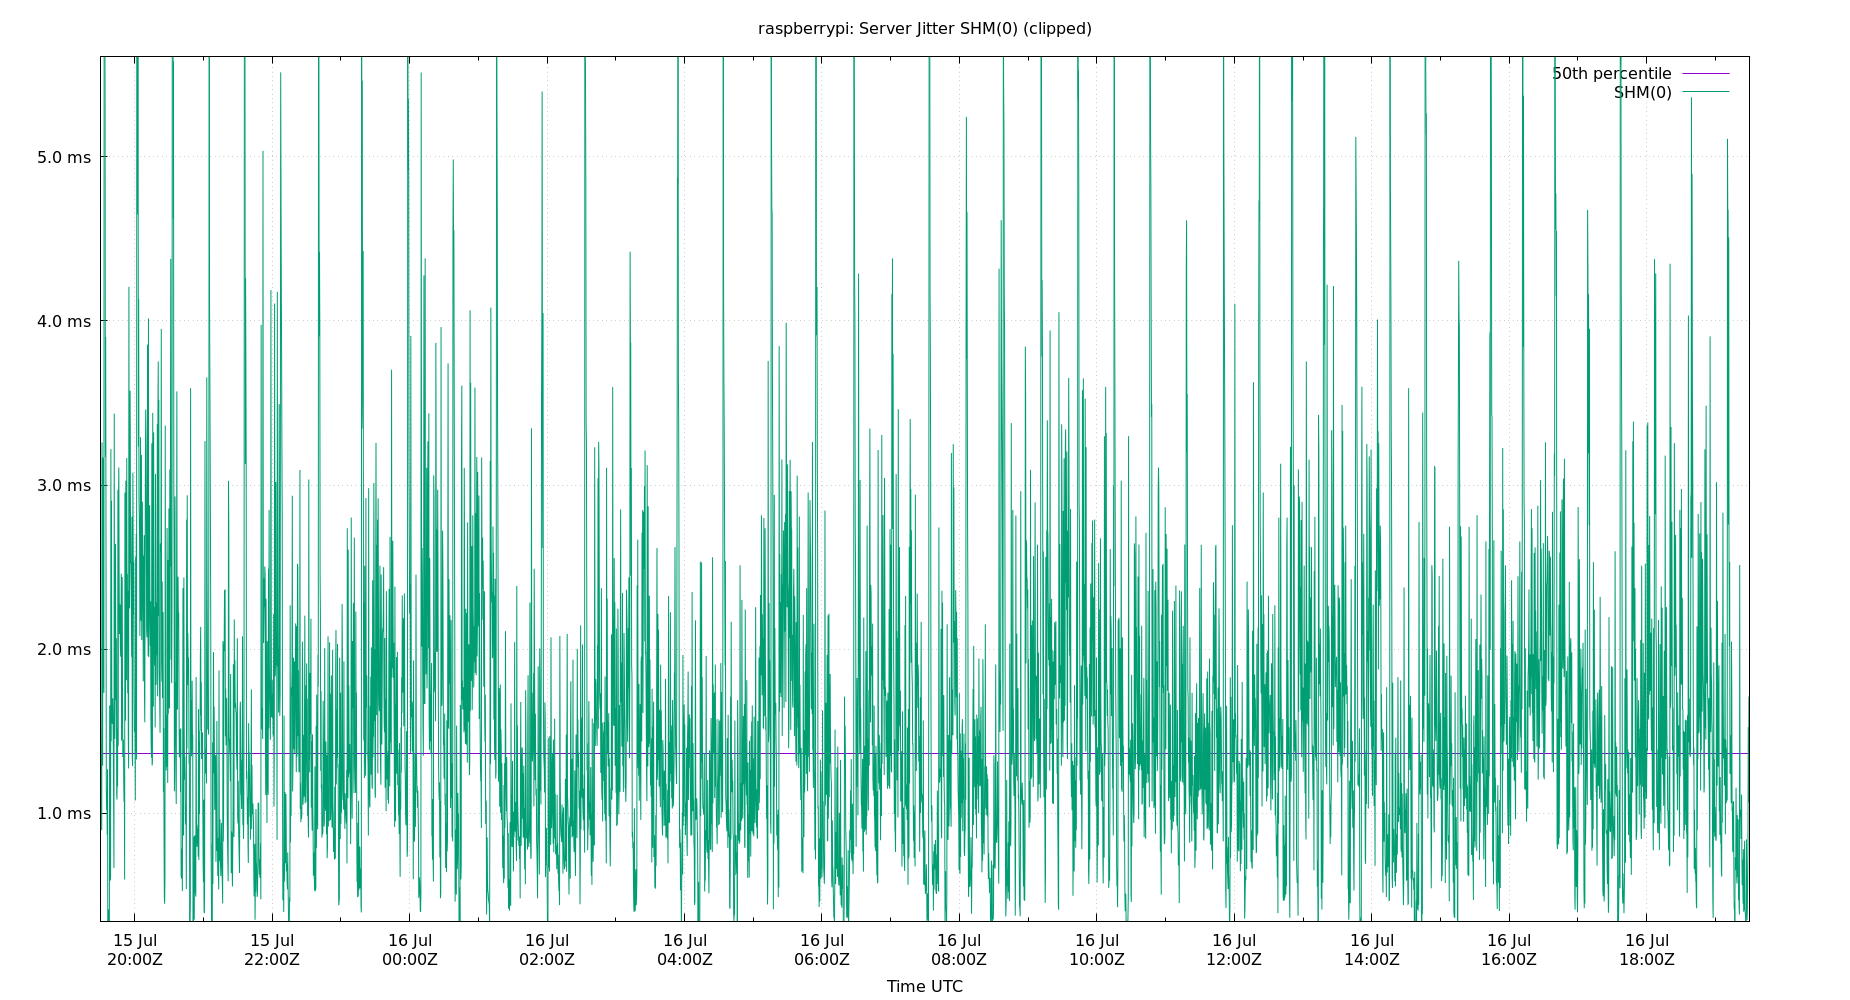 raspberrypi: Server Jitter SHM(0) (clipped)
50th percentile
SHM(0)
5.0 ms
4.0 ms
3.0 ms
2.0 ms
1.0 ms
15 Jul 15 Jul 16 Jul 16 Jul 16 Jul 16 Jul 16 Jul 16 Jul 16 Jul 16 Jul 16 Jul 16 Jul
20:00Z 22:00Z 00:00Z 02:00Z 04:00Z 06:00Z 08:00Z 10:00Z 12:00Z 14:00Z 16:00Z 18:00Z
Time UTC